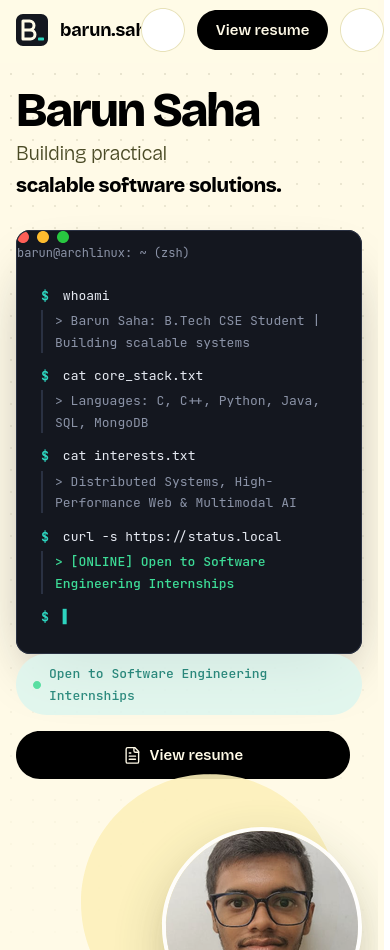 B_ barun.sah View resume
Barun Saha
Building practical
scalable software solutions.
barun@archlinux: ~ (zsh)
$ whoami
> Barun Saha: B.Tech CSE Student |
Building scalable systems
$ cat core_stack.txt
> Languages: C, C++, Python, Java,
SQL, MongoDB
$ cat interests.txt
> Distributed Systems, High-
Performance Web & Multimodal AI
$ curl -s https://status.local
> [ONLINE] Open to Software
Engineering Internships
$
Open to Software Engineering
Internships
View resume